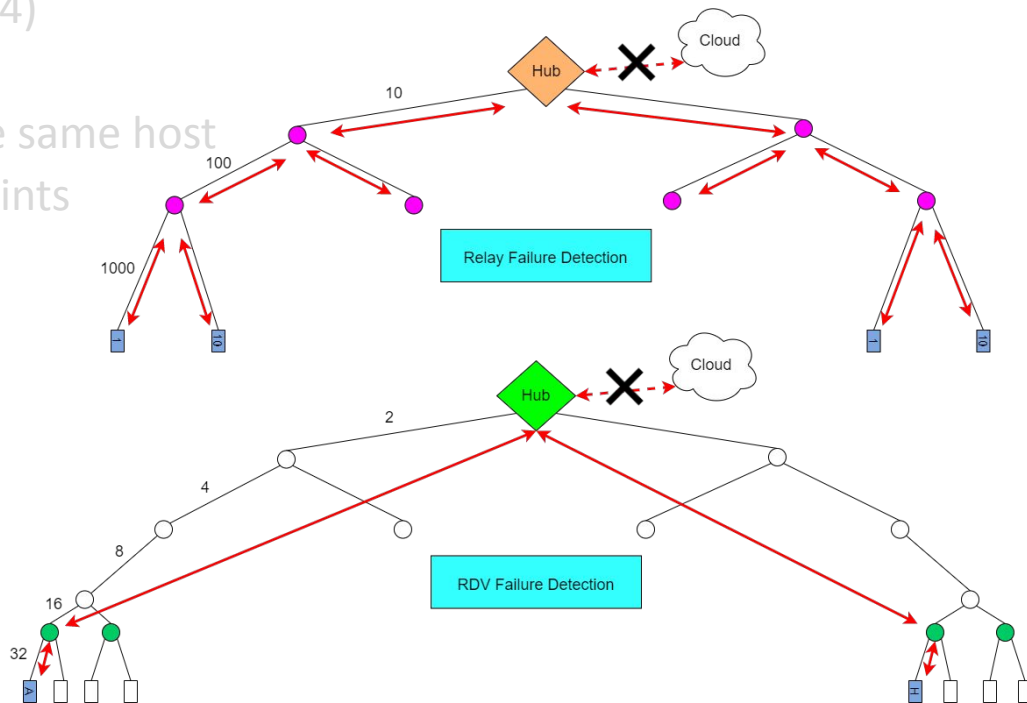 4)
Cloud
Hub
10
e same host
100
ints
Relay Failure Detection
1000
1
10
1
10
Cloud
Hub
2
4
8
RDV Failure Detection
16
32
A
H